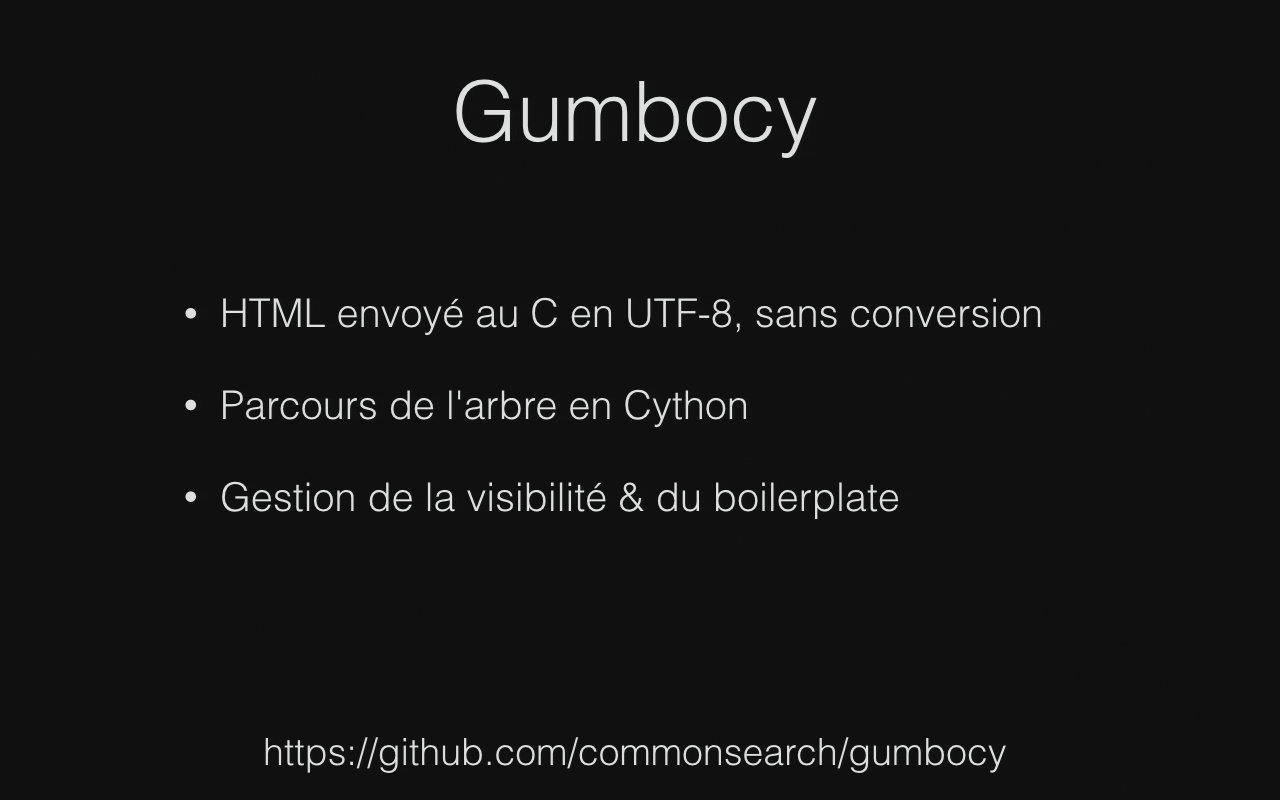 Gumbocy
• HTML envoyé au C en UTF-8, sans conversion
• Parcours de l'arbre en Cython
• Gestion de la visibilité & du boilerplate
https://github.com/commonsearch/gumbocy